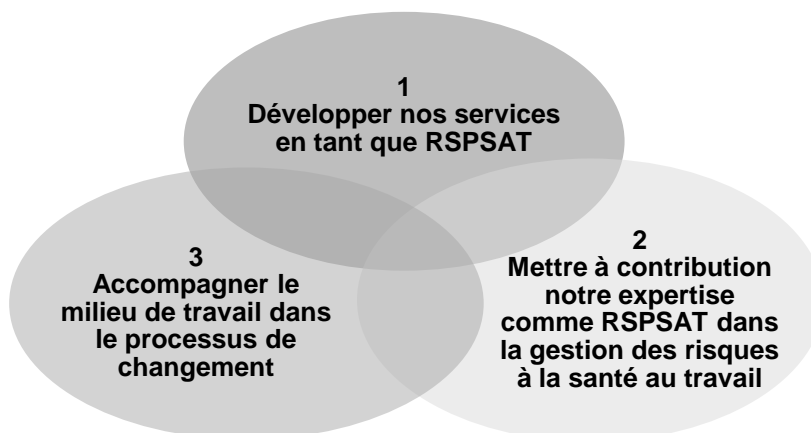 1
Développer nos services
en tant que RSPSAT
2
Mettre à contribution
notre expertise
comme RSPSAT dans
la gestion des risques
à la santé au travail
3
Accompagner le
milieu de travail dans
le processus de
changement